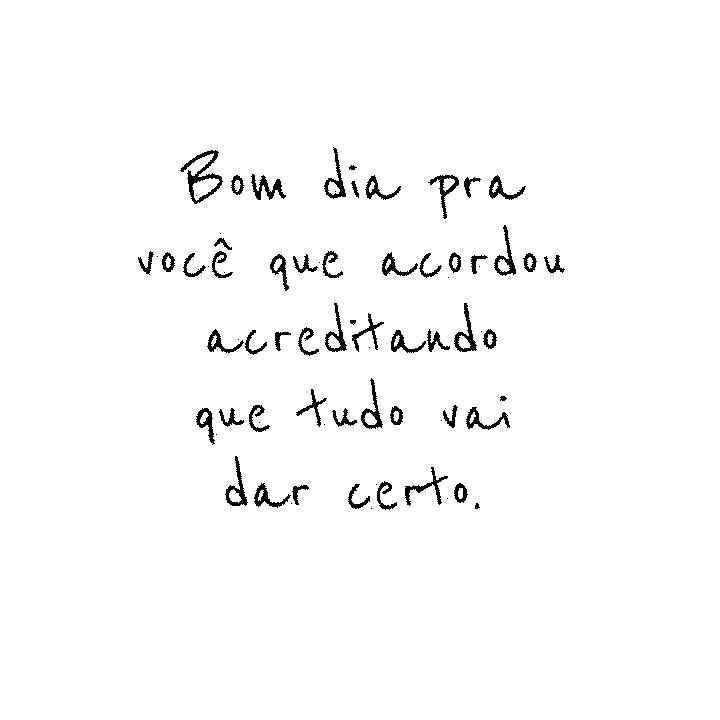 Bom dia pra
você que acordou
acreditando
que tudo vai
dar certo.